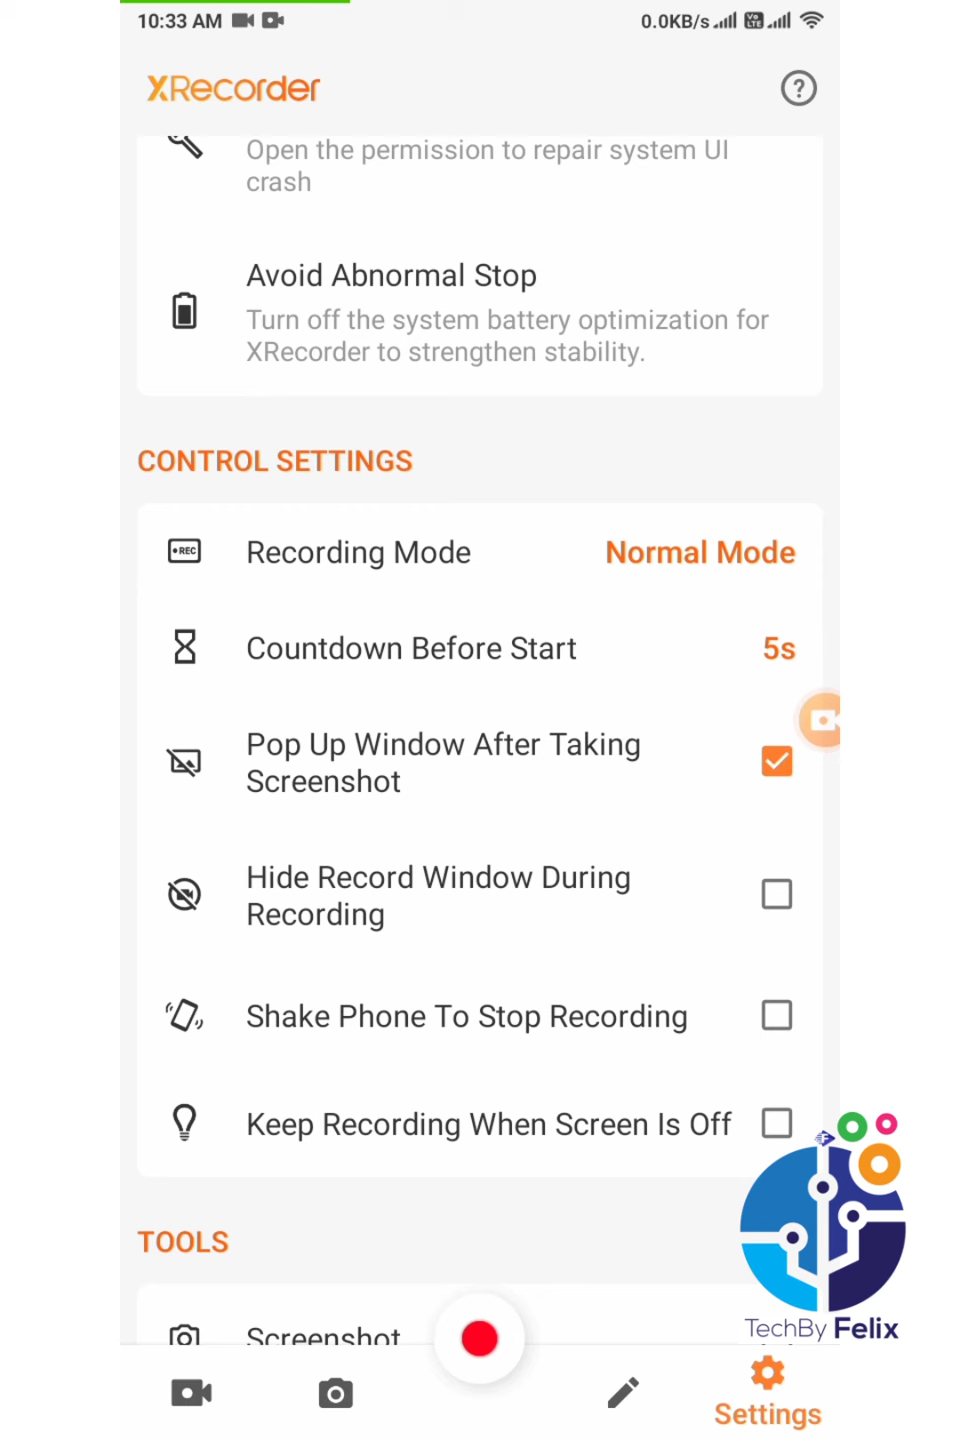 10:33 AM 0.0KB/s Vo LTE
XRecorder ?
Open the permission to repair system UI
crash
Avoid Abnormal Stop
Turn off the system battery optimization for
XRecorder to strengthen stability.
CONTROL SETTINGS
REC Recording Mode Normal Mode
Countdown Before Start 5s
Pop Up Window After Taking
Screenshot
Hide Record Window During
Recording
Shake Phone To Stop Recording
Keep Recording When Screen Is Off
F
TOOLS
TechBy Felix
Screenshot
Settings